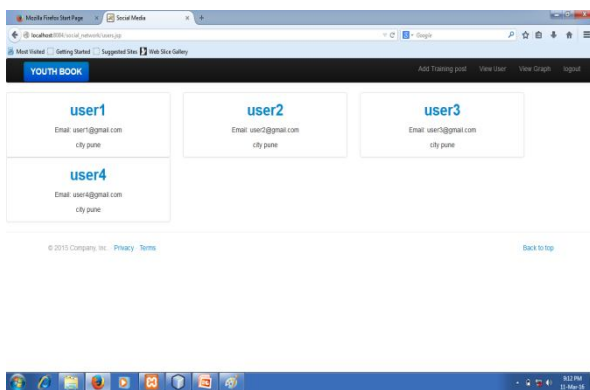 Mozilla Firefox Start Page
Social Media
localhost:8084/social_network/users.jsp
Google
Most Visited Getting Started Suggested Sites Web Slice Gallery
YOUTH BOOK
Add Training post View User View Graph logout
user1
Email: user1@gmail.com
city pune
user2
Email: user2@gmail.com
city pune
user3
Email: user3@gmail.com
city pune
user4
Email: user4@gmail.com
city pune
© 2015 Company, Inc. · Privacy · Terms
Back to top
9:12 PM
11-Mar-16